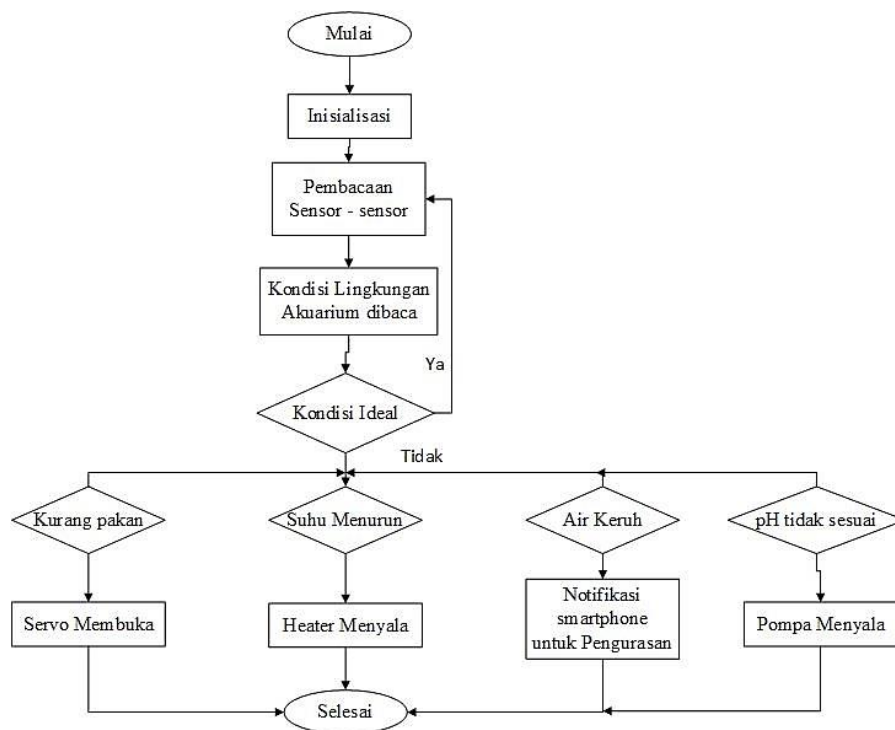 Mulai
Inisialisasi
Pembacaan
Sensor - sensor
Kondisi Lingkungan
Akuarium dibaca
Ya
Kondisi Ideal
Tidak
Kurang pakan
Suhu Menurun
Air Keruh
pH tidak sesuai
Servo Membuka
Heater Menyala
Notifikasi
smartphone
untuk Pengurasan
Pompa Menyala
Selesai